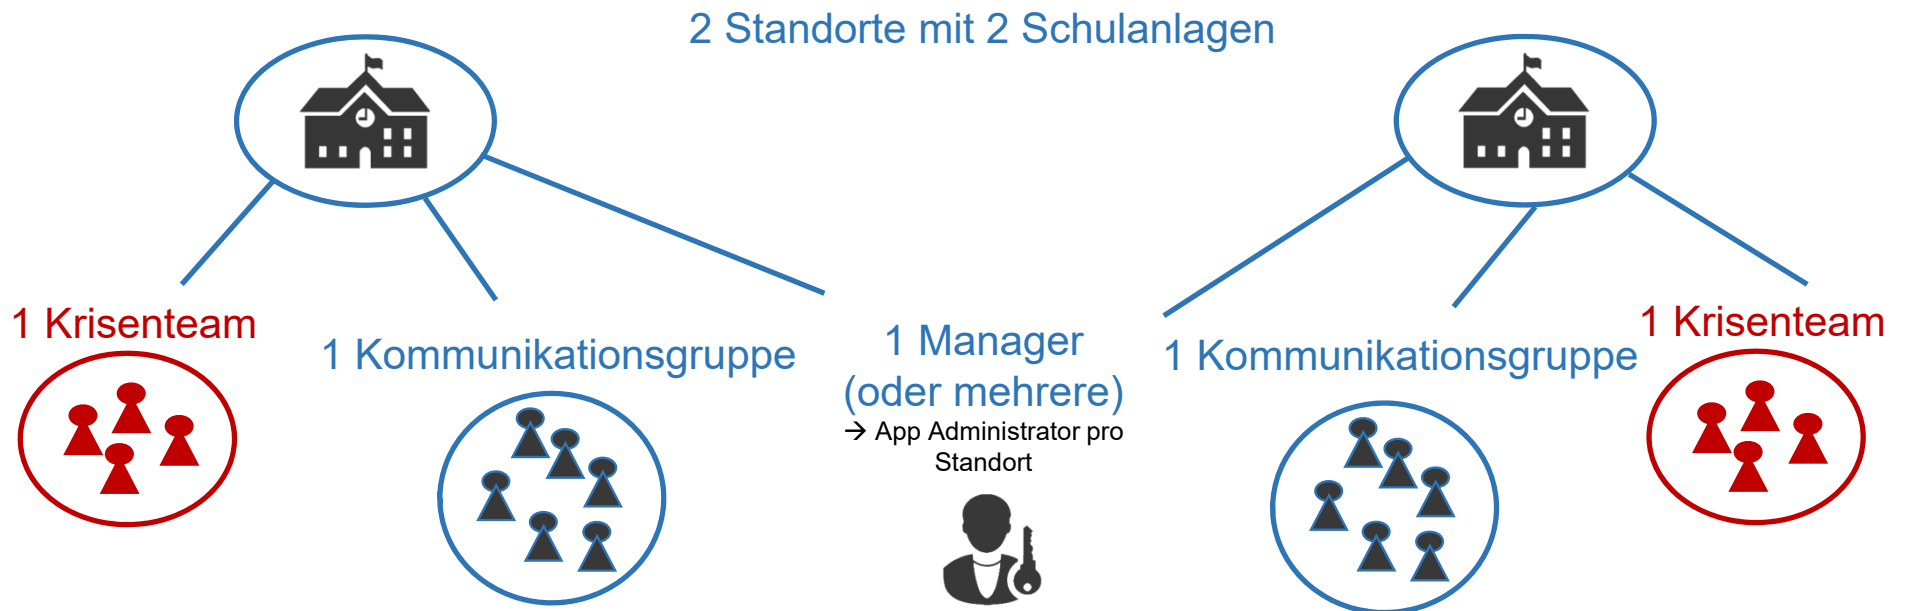 2 Standorte mit 2 Schulanlagen
1 Krisenteam
1 Kommunikationsgruppe
1 Manager
(oder mehrere)
→ App Administrator pro
Standort
1 Kommunikationsgruppe
1 Krisenteam